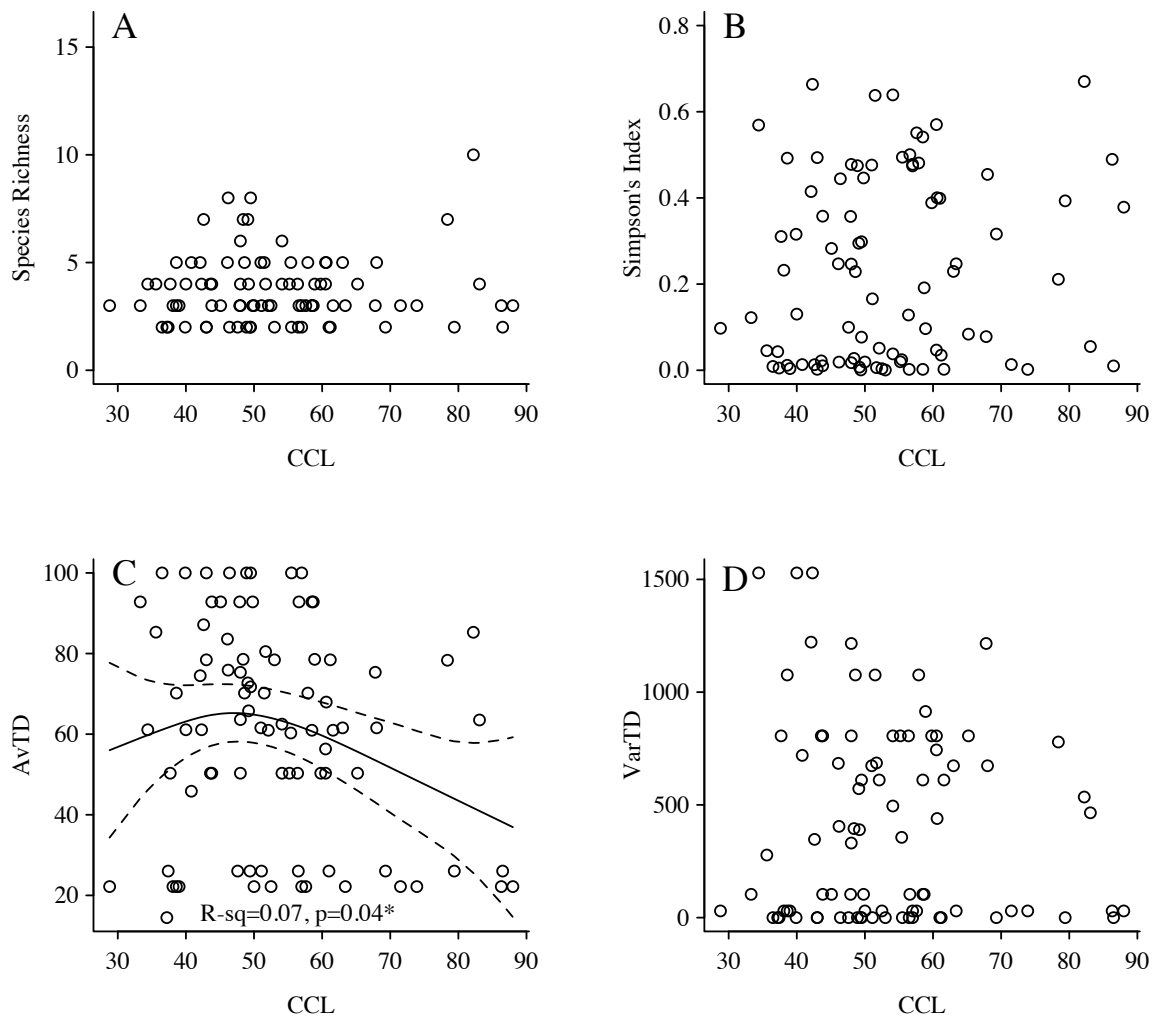 A
15
10
5
0
Species Richness
30 40 50 60 70 80 90
CCL
B
0.8
0.6
0.4
0.2
0.0
Simpson's Index
30 40 50 60 70 80 90
CCL
C
100
80
60
40
20
AvTD
R-sq=0.07, p=0.04*
30 40 50 60 70 80 90
CCL
D
1500
1000
500
0
VarTD
30 40 50 60 70 80 90
CCL